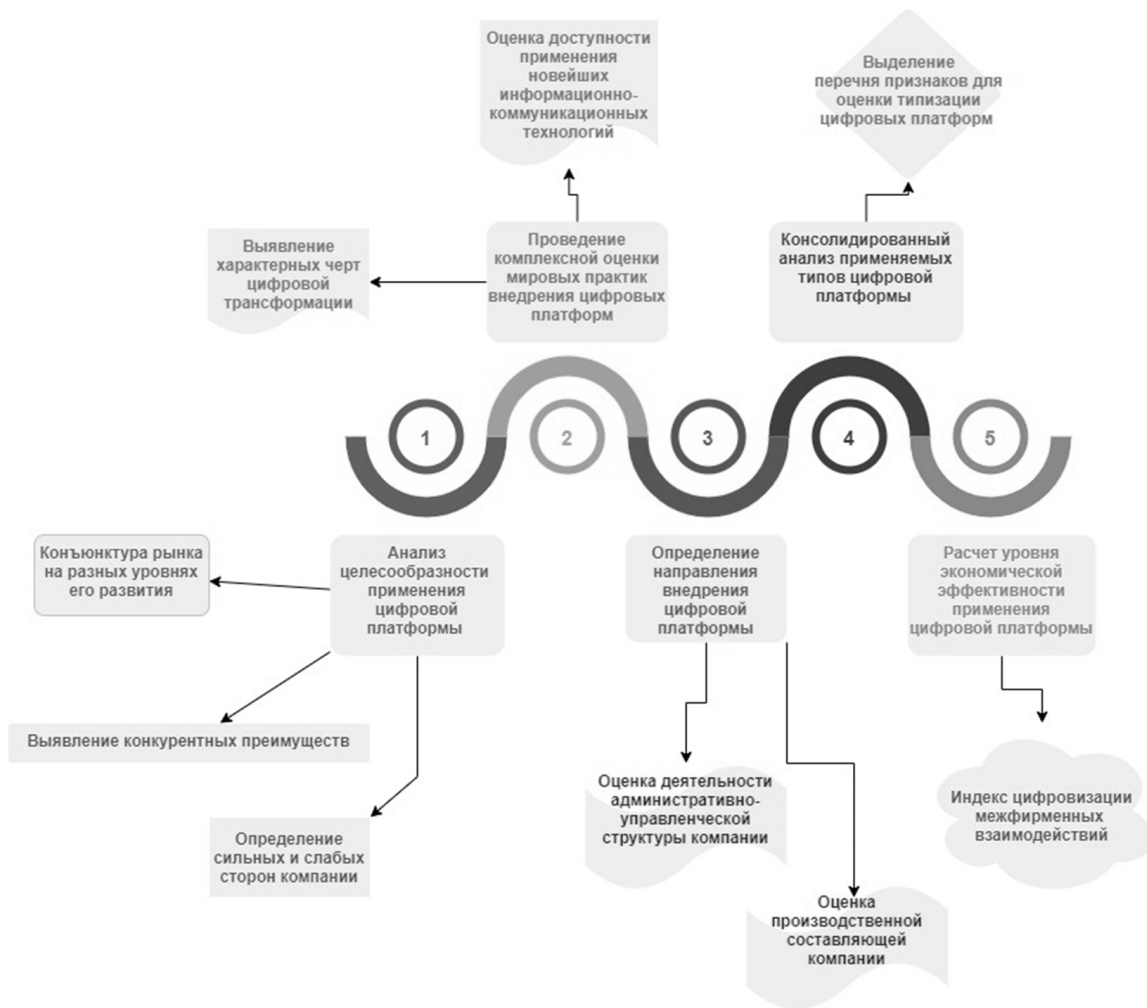 Оценка доступности
применения
новейших
информационно-
коммуникационных
технологий
Выделение
перечня признаков для
оценки типизации
цифровых платформ
Выявление
характерных черт
цифровой
трансформации
Проведение
комплексной оценки
мировых практик
внедрения цифровых
платформ
Консолидированный
анализ применяемых
типов цифровой
платформы
1
2
3
4
5
Конъюнктура рынка
на разных уровнях
его развития
Анализ
целесообразности
применения
цифровой
платформы
Определение
направления
внедрения
цифровой
платформы
Расчет уровня
экономической
эффективности
применения
цифровой платформы
Выявление конкурентных преимуществ
Определение
сильных и слабых
сторон компании
Оценка деятельности
административно-
управленческой
структуры компании
Индекс цифровизации
межфирменных
взаимодействий
Оценка
производственной
составляющей
компании